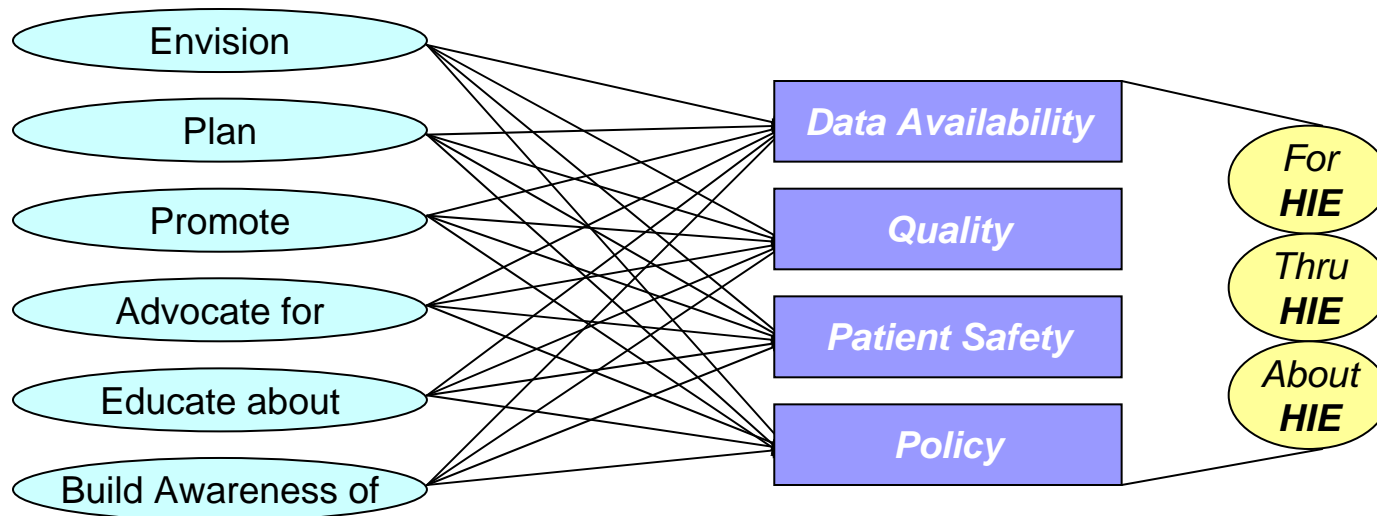 Envision
Plan
Promote
Advocate for
Educate about
Build Awareness of
Data Availability
Quality
Patient Safety
Policy
For
HIE
Thru
HIE
About
HIE